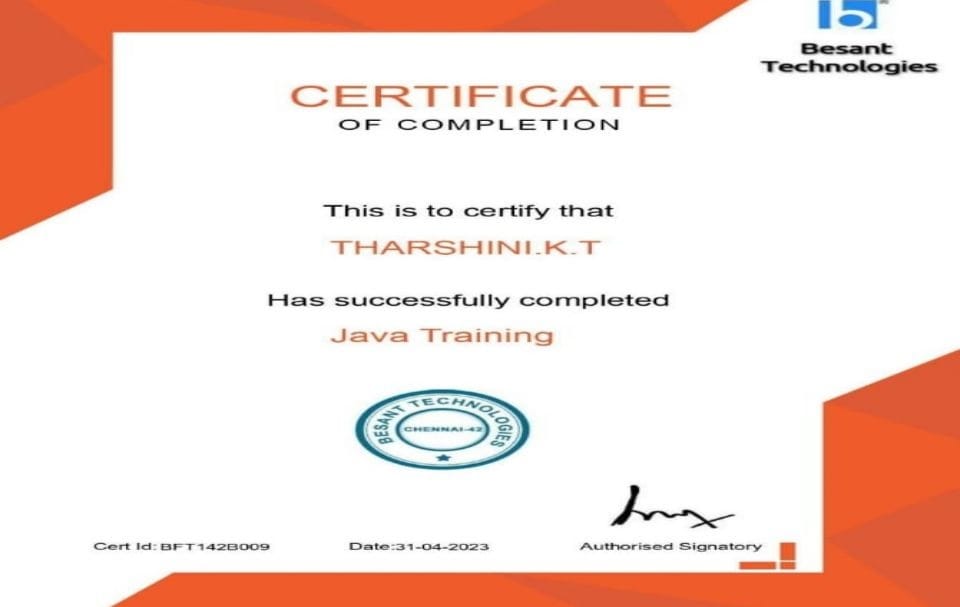 Besant
Technologies
CERTIFICATE
OF COMPLETION
This is to certify that
THARSHINI.K.T
Has successfully completed
Java Training
BESANT TECHNOLOGIES
CHENNAI-42
Cert Id: BFT142B009
Date:31-04-2023
Authorised Signatory